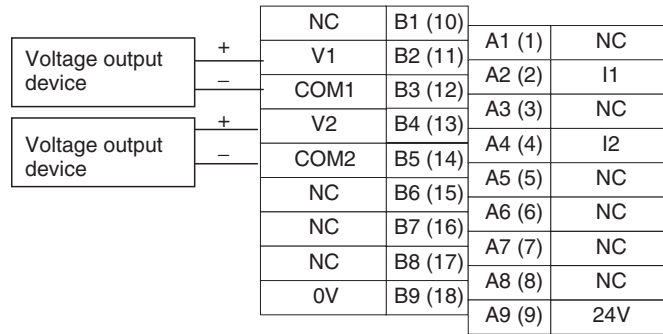 NC B1 (10)
A1 (1) NC
Voltage output
device
+
V1 B2 (11)
A2 (2) I1
−
COM1 B3 (12)
A3 (3) NC
Voltage output
device
+
V2 B4 (13)
A4 (4) I2
−
COM2 B5 (14)
A5 (5) NC
NC B6 (15)
A6 (6) NC
NC B7 (16)
A7 (7) NC
NC B8 (17)
A8 (8) NC
0V B9 (18)
A9 (9) 24V